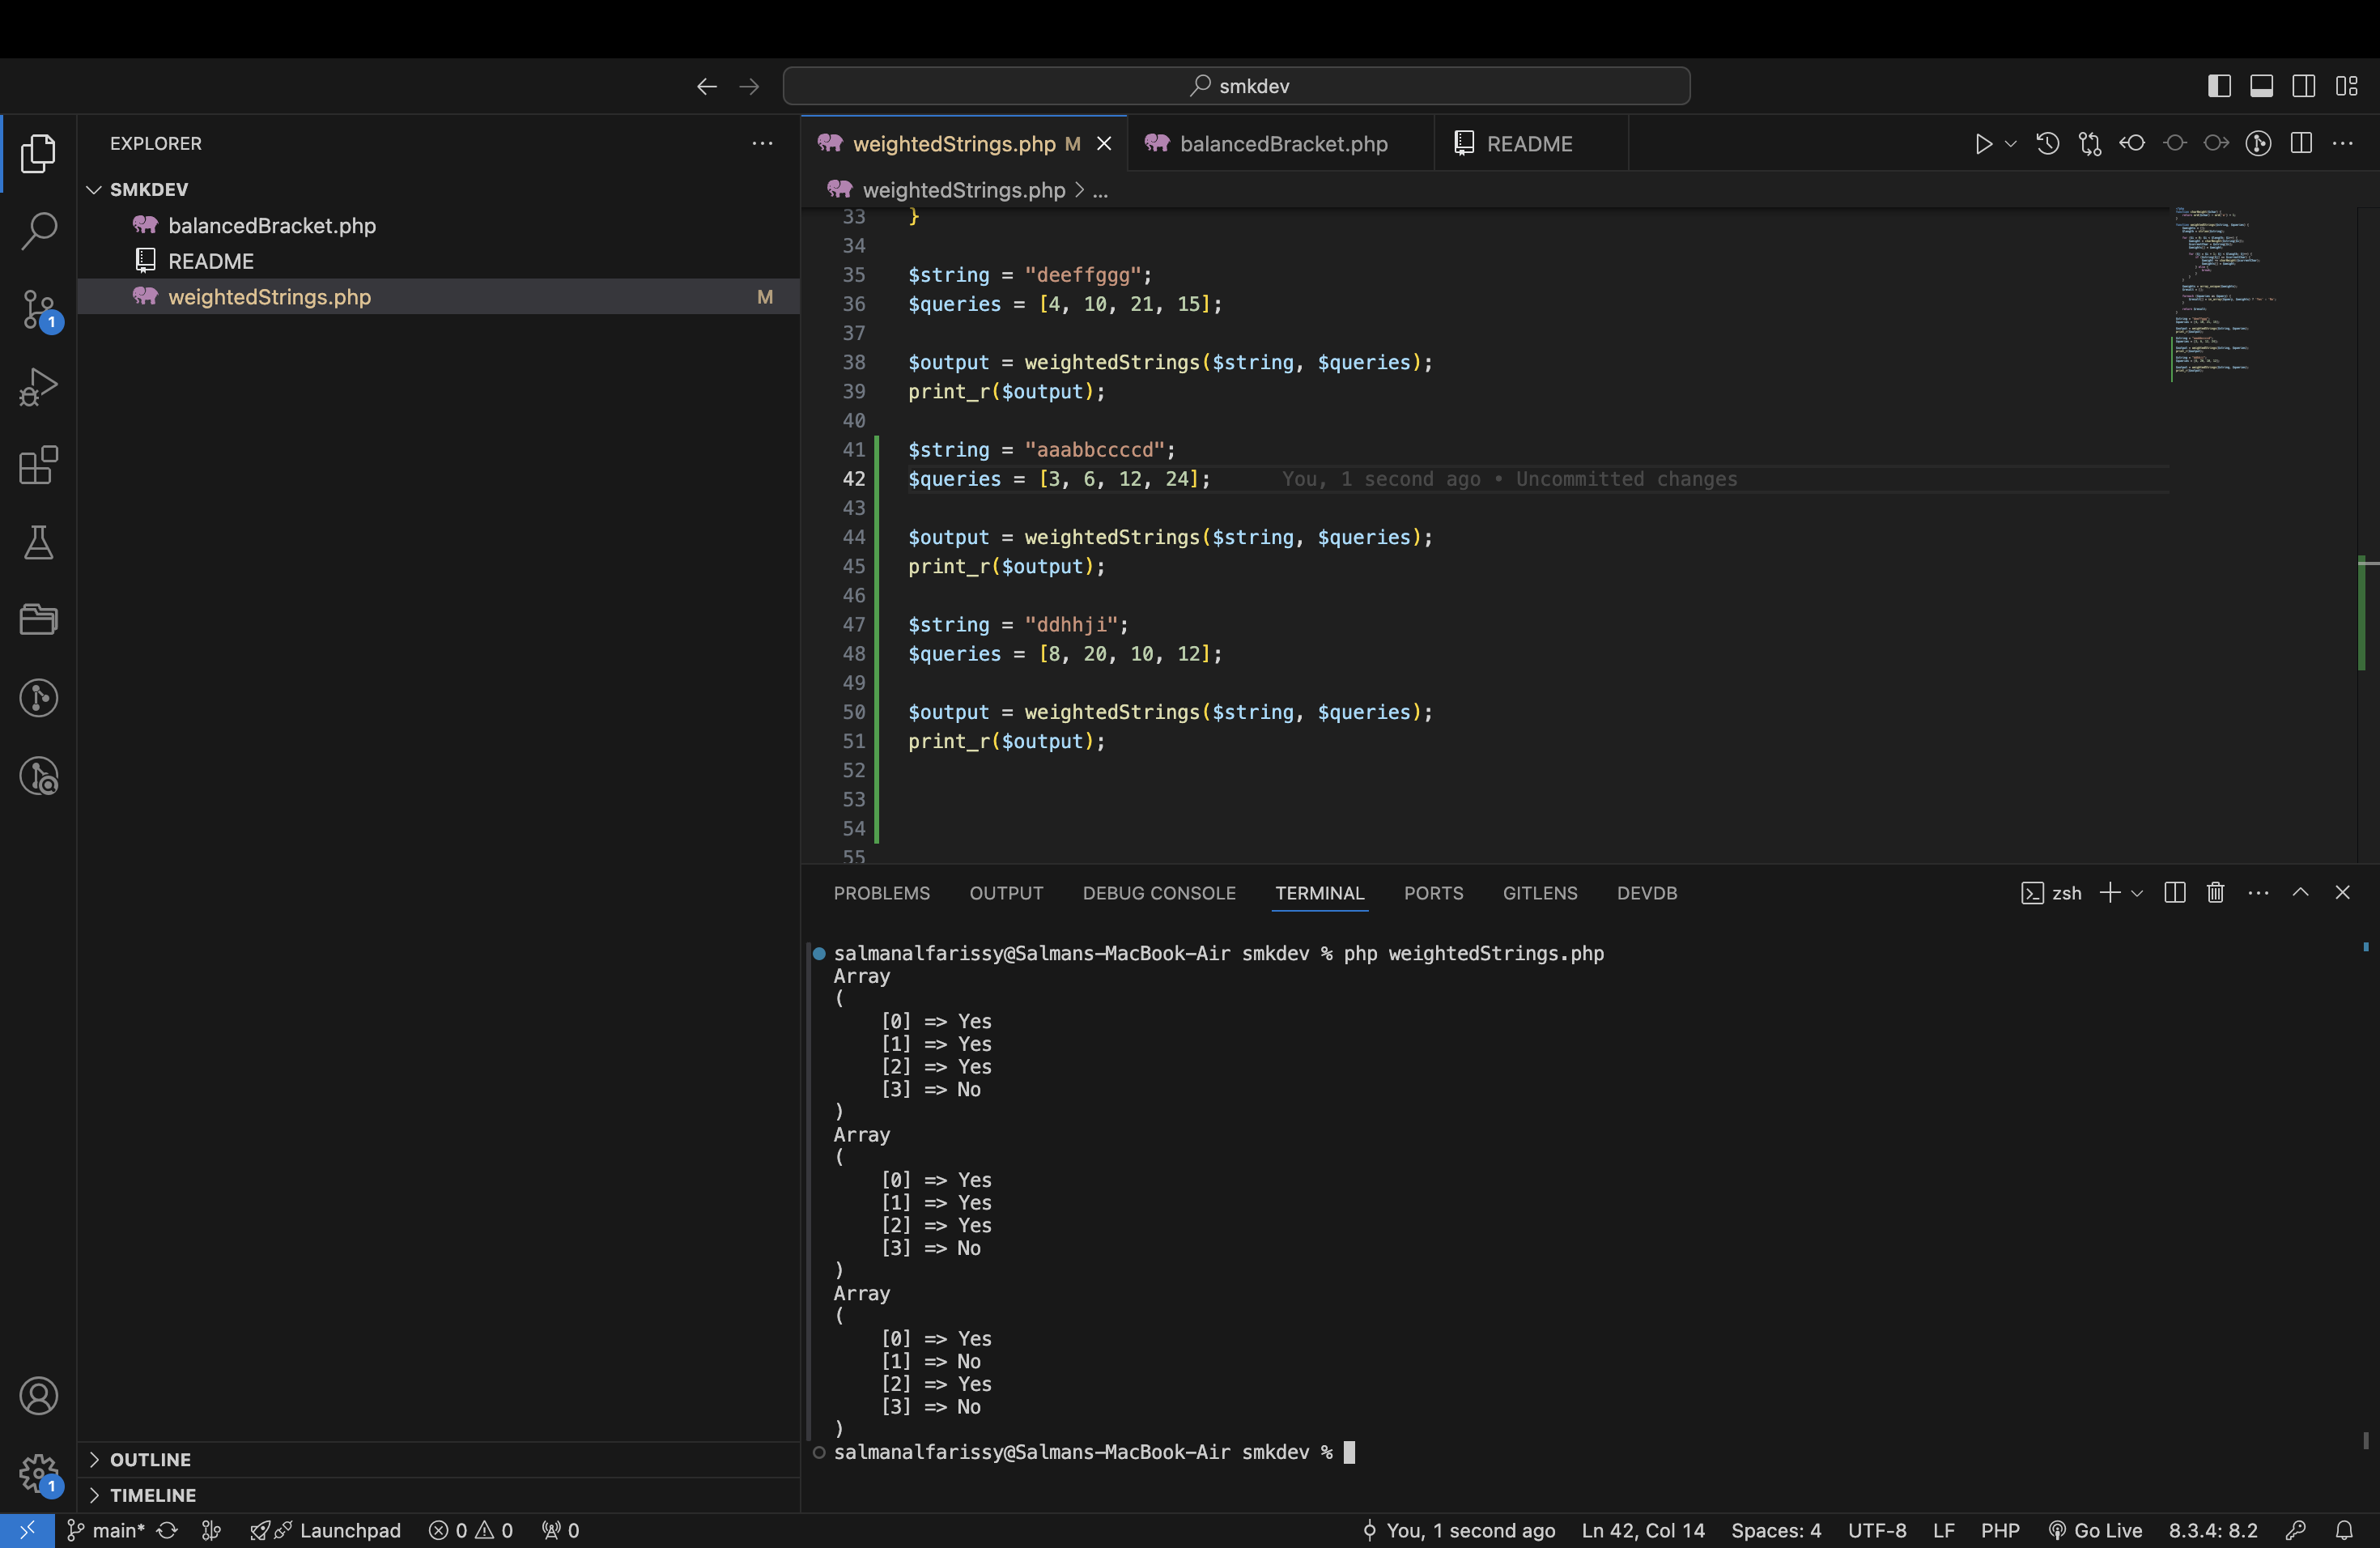 smkdev
EXPLORER
SMKDEV
balancedBracket.php
README
weightedStrings.php M
OUTLINE
TIMELINE
weightedStrings.php M
balancedBracket.php
README
weightedStrings.php > ...
33 }
34
35 $string = "deeffggg";
36 $queries = [4, 10, 21, 15];
37
38 $output = weightedStrings($string, $queries);
39 print_r($output);
40
41 $string = "aaabbccccd";
42 $queries = [3, 6, 12, 24]; You, 1 second ago • Uncommitted changes
43
44 $output = weightedStrings($string, $queries);
45 print_r($output);
46
47 $string = "ddhhji";
48 $queries = [8, 20, 10, 12];
49
50 $output = weightedStrings($string, $queries);
51 print_r($output);
52
53
54
55
PROBLEMS OUTPUT DEBUG CONSOLE TERMINAL PORTS GITLENS DEVDB
zsh
salmanalfarissy@Salmans-MacBook-Air smkdev % php weightedStrings.php
Array
(
[0] => Yes
[1] => Yes
[2] => Yes
[3] => No
)
Array
(
[0] => Yes
[1] => Yes
[2] => Yes
[3] => No
)
Array
(
[0] => Yes
[1] => No
[2] => Yes
[3] => No
)
salmanalfarissy@Salmans-MacBook-Air smkdev %
1
1
main* Launchpad 0 0 0 You, 1 second ago Ln 42, Col 14 Spaces: 4 UTF-8 LF PHP Go Live 8.3.4: 8.2